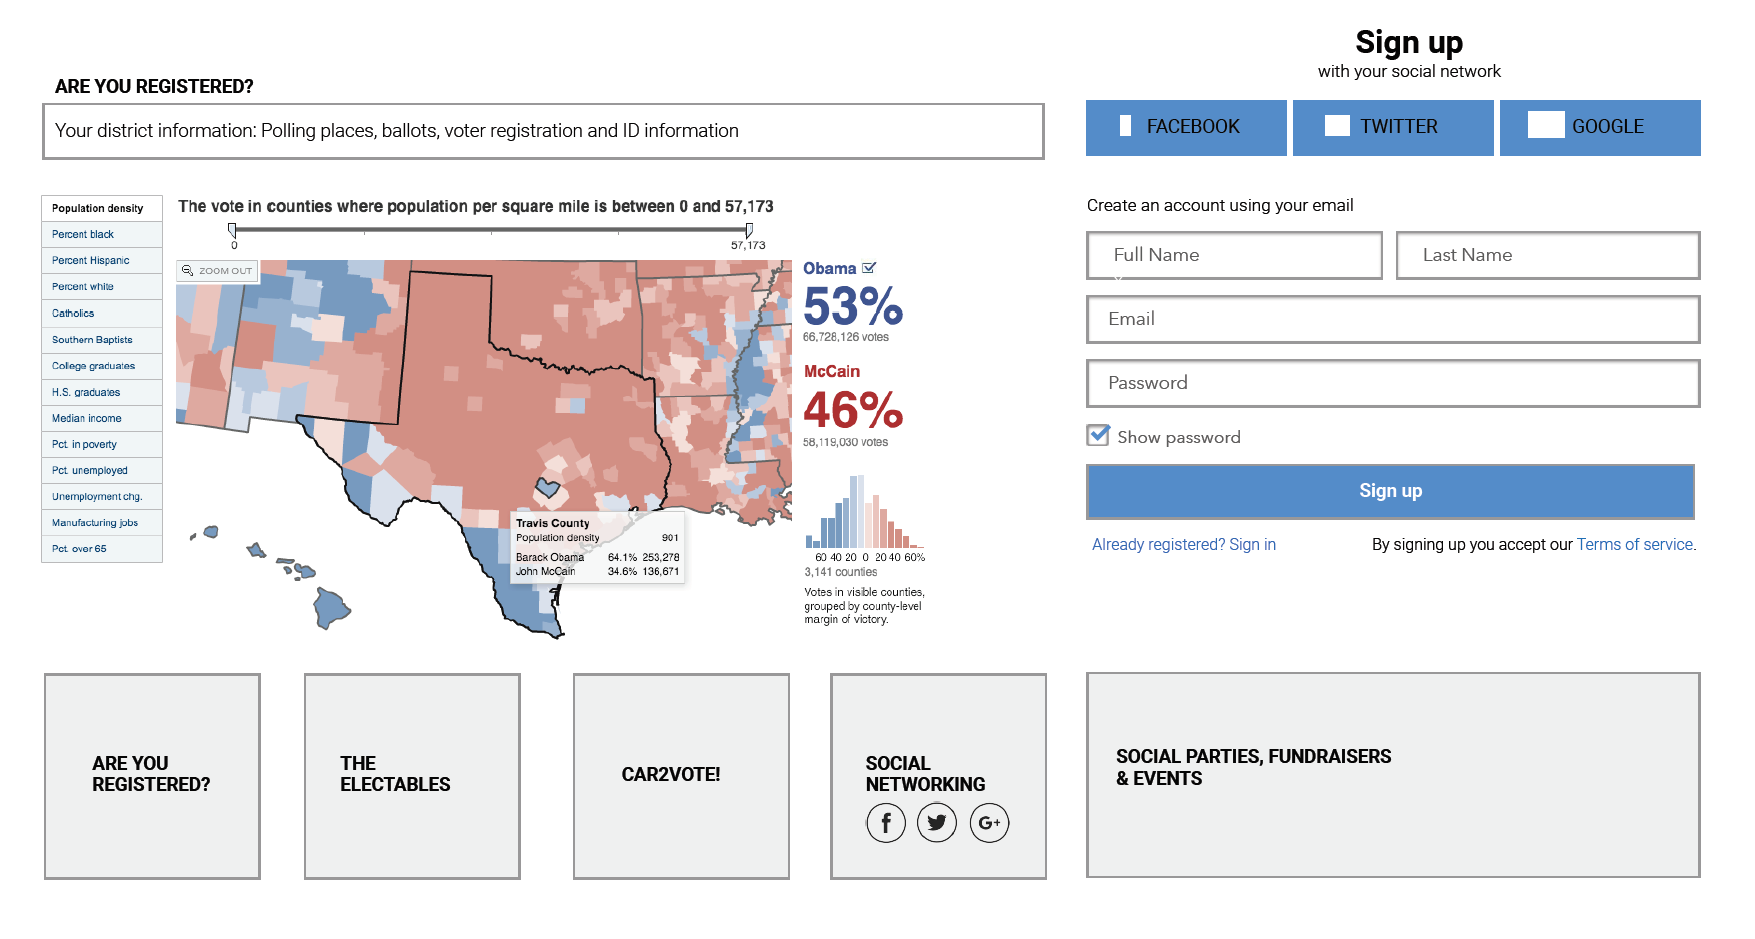 Sign up
with your social network
ARE YOU REGISTERED?
Your district information: Polling places, ballots, voter registration and ID information
FACEBOOK
TWITTER
GOOGLE
Population density
Percent black
Percent Hispanic
Percent white
Catholics
Southern Baptists
College graduates
H.S. graduates
Median income
Pct. in poverty
Pct. unemployed
Unemployment chg.
Manufacturing jobs
Pct. over 65
The vote in counties where population per square mile is between 0 and 57,173
0
57,173
ZOOM OUT
Obama
53%
66,728,126 votes
McCain
46%
58,119,030 votes
60 40 20 0 20 40 60%
3,141 counties
Votes in visible counties,
grouped by county-level
margin of victory.
Travis County
Population density 901
Barack Obama 64.1% 253,278
John McCain 34.6% 136,671
Create an account using your email
Full Name
Last Name
Email
Password
Show password
Sign up
Already registered? Sign in
By signing up you accept our Terms of service.
ARE YOU
REGISTERED?
THE
ELECTABLES
CAR2VOTE!
SOCIAL
NETWORKING
f
G+
SOCIAL PARTIES, FUNDRAISERS
& EVENTS